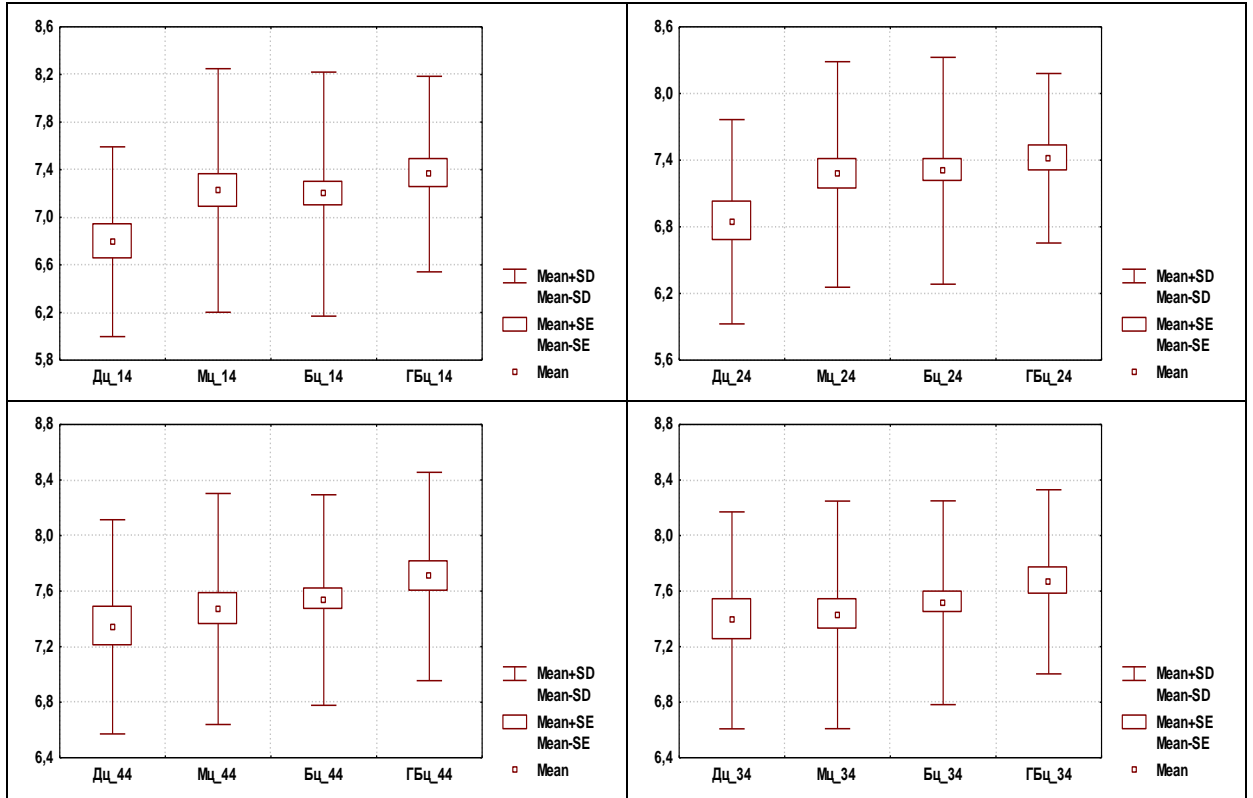 8,6
8,2
7,8
7,4
7,0
6,6
6,2
5,8
Дц_14 Мц_14 Бц_14 ГБц_14
Mean+SD
Mean-SD
Mean+SE
Mean-SE
Mean
8,6
8,0
7,4
6,8
6,2
5,6
Дц_24 Мц_24 Бц_24 ГБц_24
Mean+SD
Mean-SD
Mean+SE
Mean-SE
Mean
8,8
8,4
8,0
7,6
7,2
6,8
6,4
Дц_44 Мц_44 Бц_44 ГБц_44
Mean+SD
Mean-SD
Mean+SE
Mean-SE
Mean
8,8
8,4
8,0
7,6
7,2
6,8
6,4
Дц_34 Мц_34 Бц_34 ГБц_34
Mean+SD
Mean-SD
Mean+SE
Mean-SE
Mean